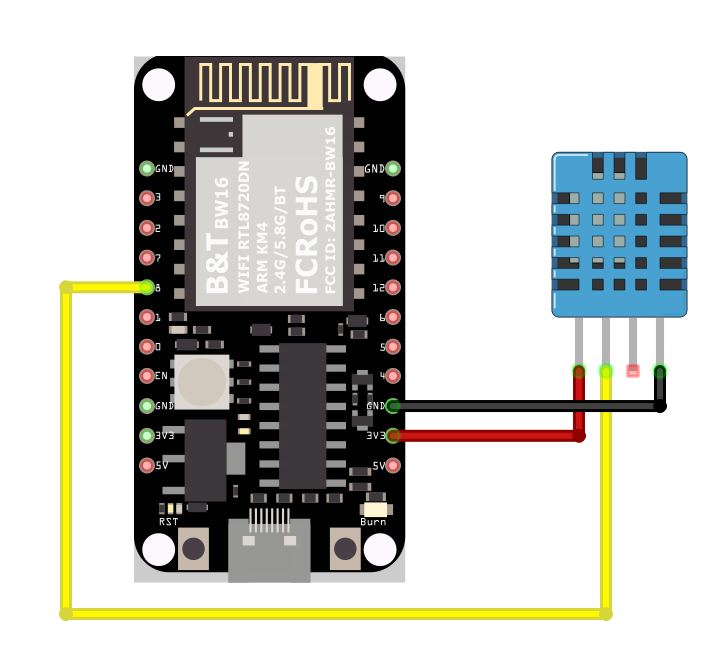 GND
3
2
7
8
1
0
EN
GND
3V3
5V
RST
B&T BW16
WIFI RTL8720DN
ARM KM4
2.4G/5.8G/BT
FCRoHS
FCC ID: 2AHMR-BW16
GND
9
10
11
12
6
5
4
GND
3V3
5V
Burn